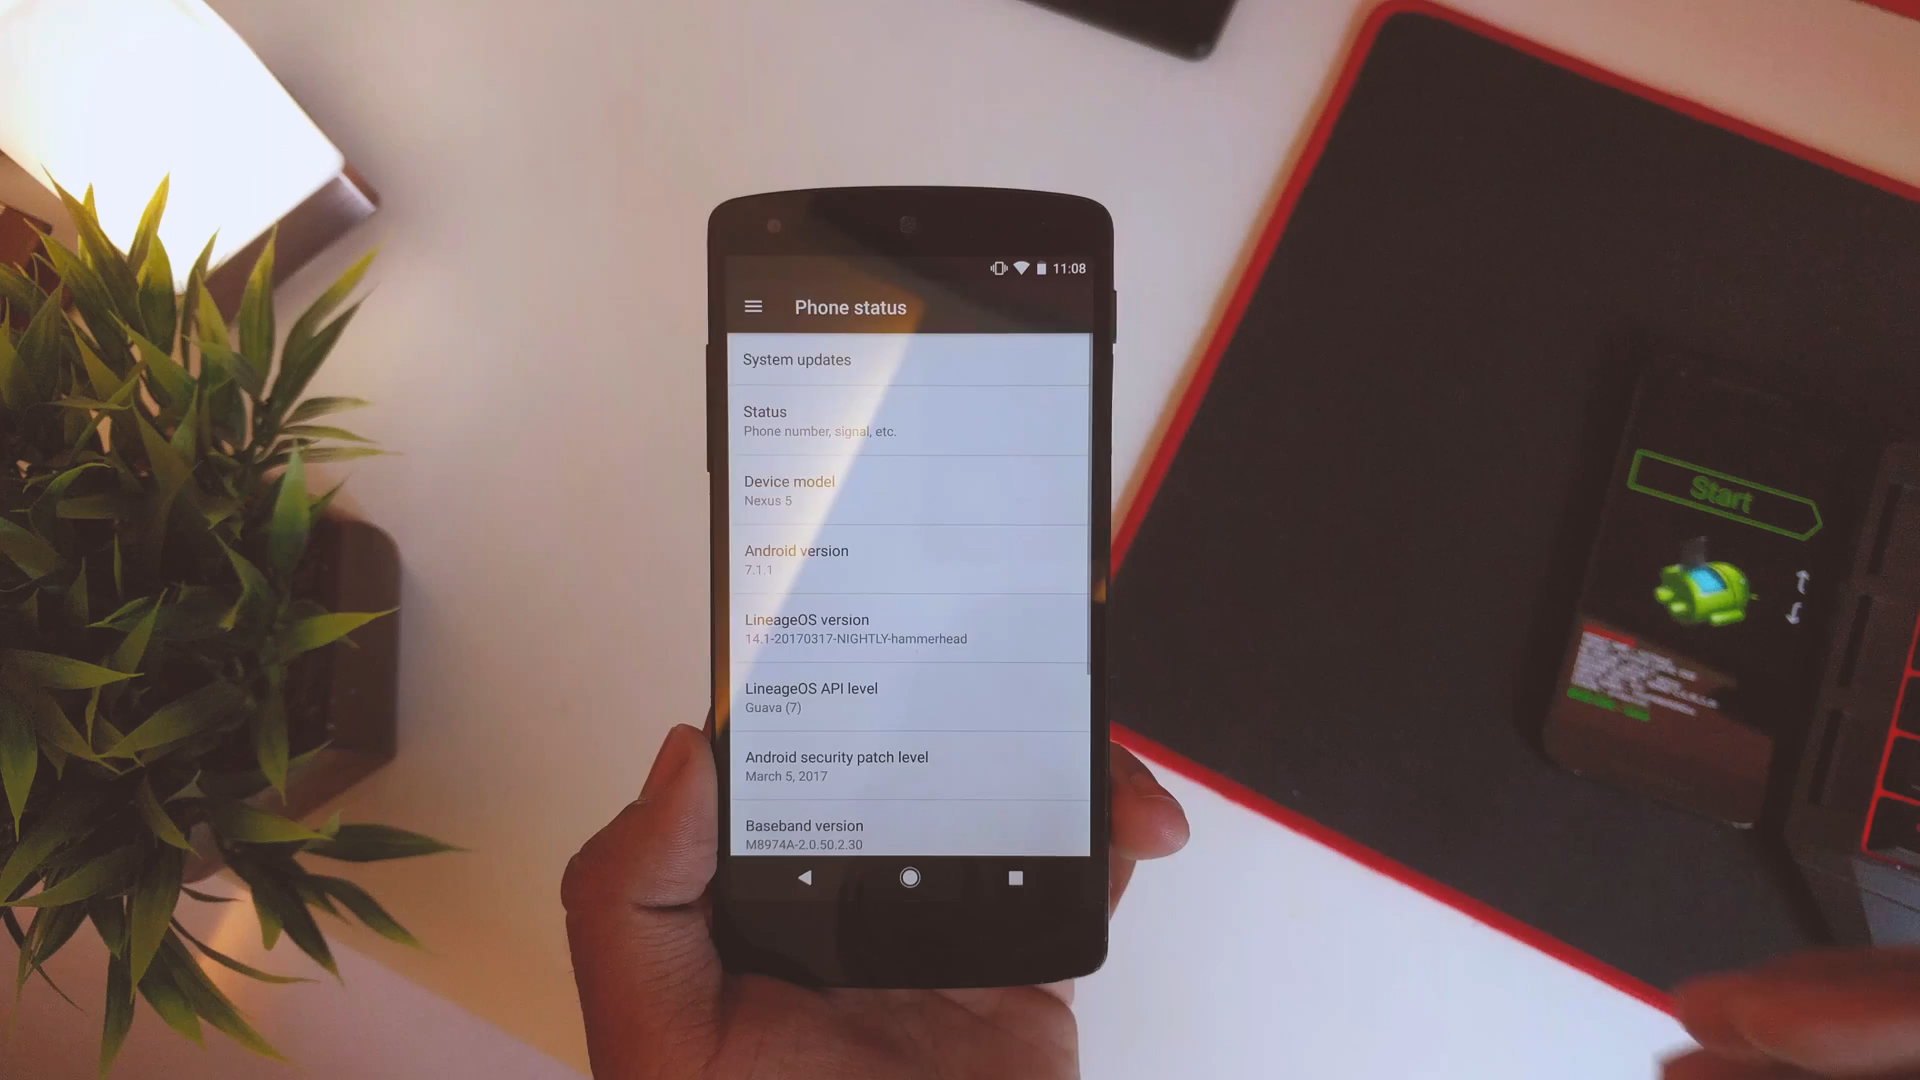 11:08
Phone status
System updates
Status
Phone number, signal, etc.
Device model
Nexus 5
Android version
7.1.1
LineageOS version
14.1-20170317-NIGHTLY-hammerhead
LineageOS API level
Guava (7)
Android security patch level
March 5, 2017
Baseband version
M8974A-2.0.50.2.30
Start